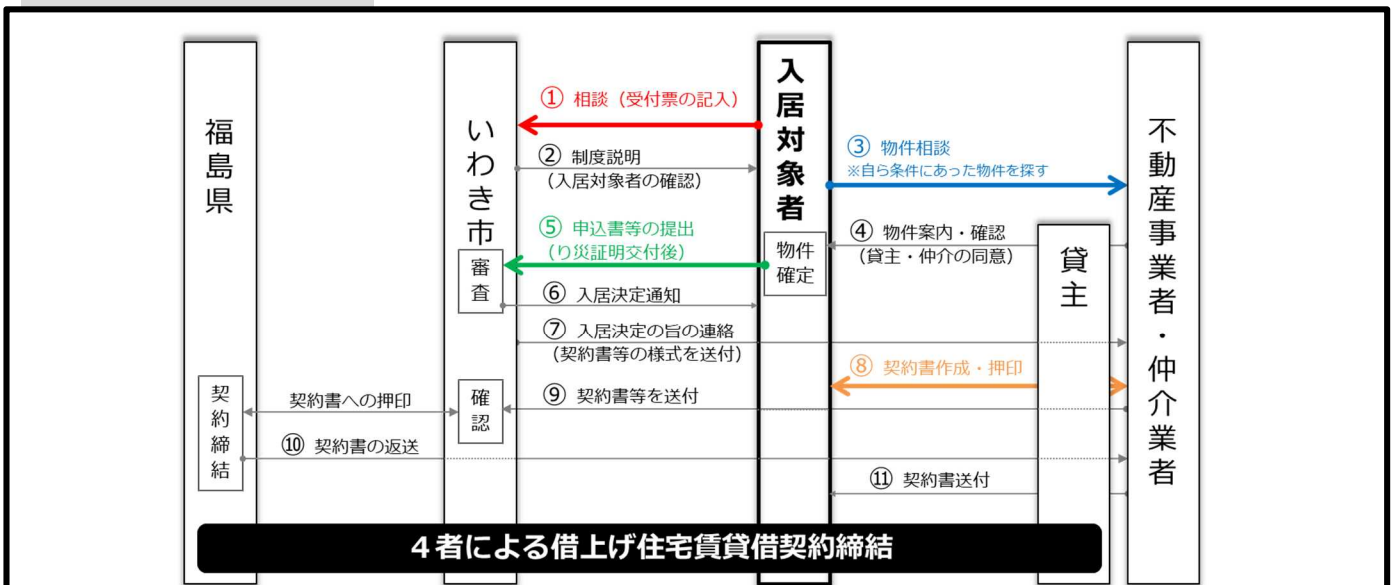 福島県
いわき市
入居対象者
貸主
不動産事業者・仲介業者
① 相談（受付票の記入）
② 制度説明
（入居対象者の確認）
③ 物件相談
※自ら条件にあった物件を探す
④ 物件案内・確認
（貸主・仲介の同意）
物件
確定
⑤ 申込書等の提出
（り災証明交付後）
審査
⑥ 入居決定通知
⑦ 入居決定の旨の連絡
（契約書等の様式を送付）
⑧ 契約書作成・押印
⑨ 契約書等を送付
確認
契約書への押印
契約締結
⑩ 契約書の返送
⑪ 契約書送付
４者による借上げ住宅賃貸借契約締結